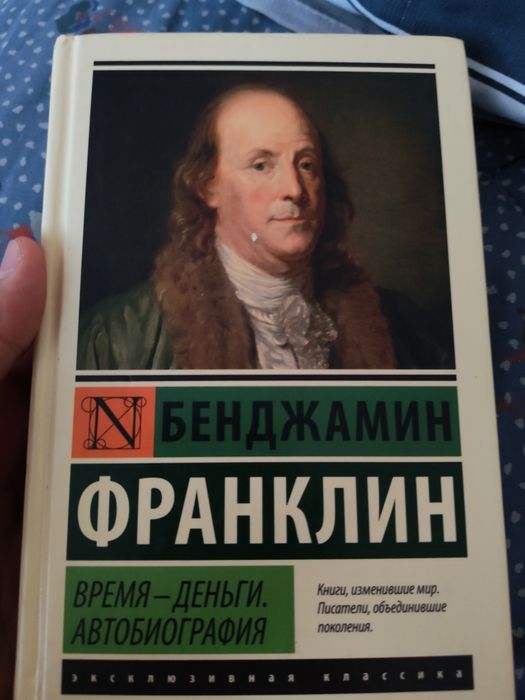 N
БЕНДЖАМИН
ФРАНКЛИН
ВРЕМЯ – ДЕНЬГИ.
АВТОБИОГРАФИЯ
Книги, изменившие мир.
Писатели, объединившие
поколения.
эксклюзивная классика